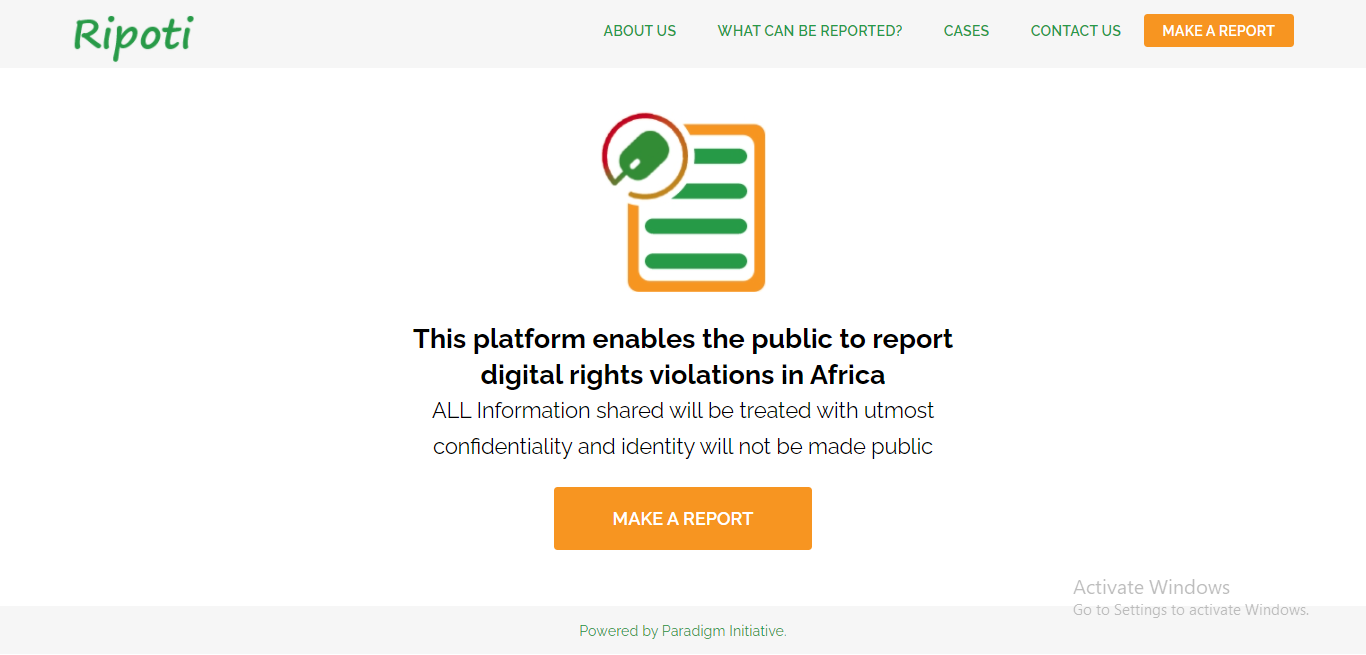 Ripoti
ABOUT US
WHAT CAN BE REPORTED?
CASES
CONTACT US
MAKE A REPORT
This platform enables the public to report
digital rights violations in Africa
ALL Information shared will be treated with utmost
confidentiality and identity will not be made public
MAKE A REPORT
Activate Windows
Go to Settings to activate Windows.
Powered by Paradigm Initiative.